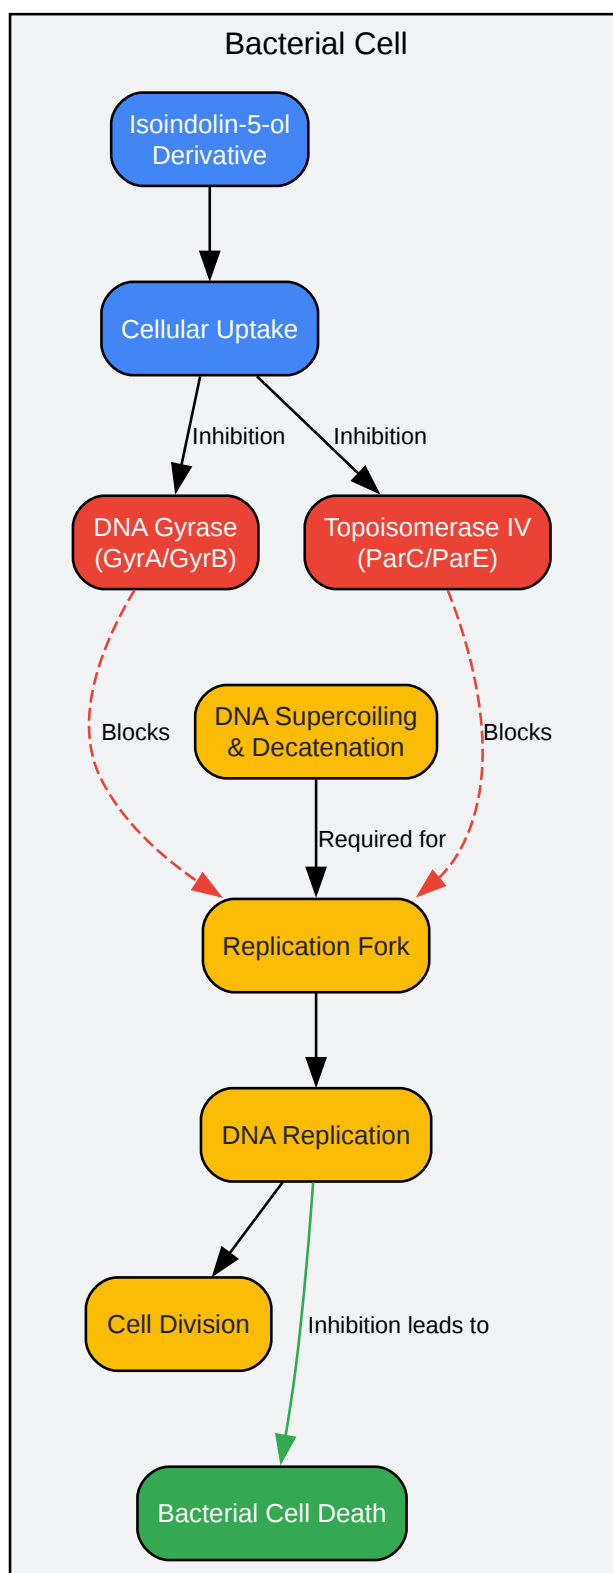 Bacterial Cell
Isoindolin-5-ol
Derivative
Cellular Uptake
Inhibition
Inhibition
DNA Gyrase
(GyrA/GyrB)
Topoisomerase IV
(ParC/ParE)
DNA Supercoiling
& Decatenation
Blocks
Blocks
Required for
Replication Fork
DNA Replication
Cell Division
Inhibition leads to
Bacterial Cell Death